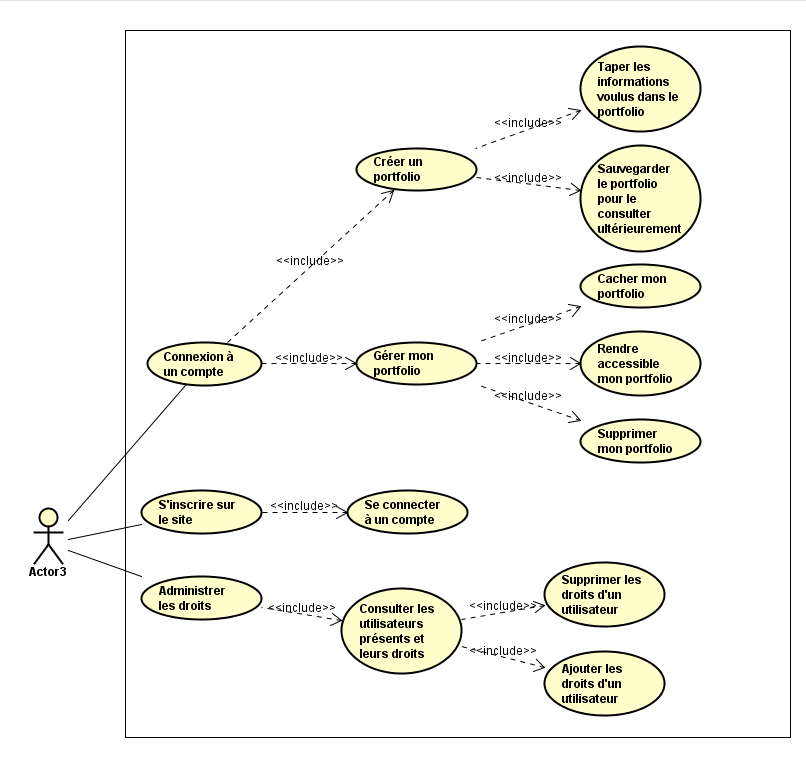 Taper les
informations
voulus dans le
portfolio
<<include>>
Créer un
portfolio
<<include>>
Sauvegarder
le portfolio
pour le
consulter
ultérieurement
<<include>>
Cacher mon
portfolio
<<include>>
Connexion à
un compte
<<include>>
Gérer mon
portfolio
<<include>>
Rendre
accessible
mon portfolio
<<include>>
Supprimer
mon portfolio
S'inscrire sur
le site
<<include>>
Se connecter
à un compte
Actor3
Administrer
les droits
<<include>>
Consulter les
utilisateurs
présents et
leurs droits
<<include>>
Supprimer les
droits d'un
utilisateur
<<include>>
Ajouter les
droits d'un
utilisateur